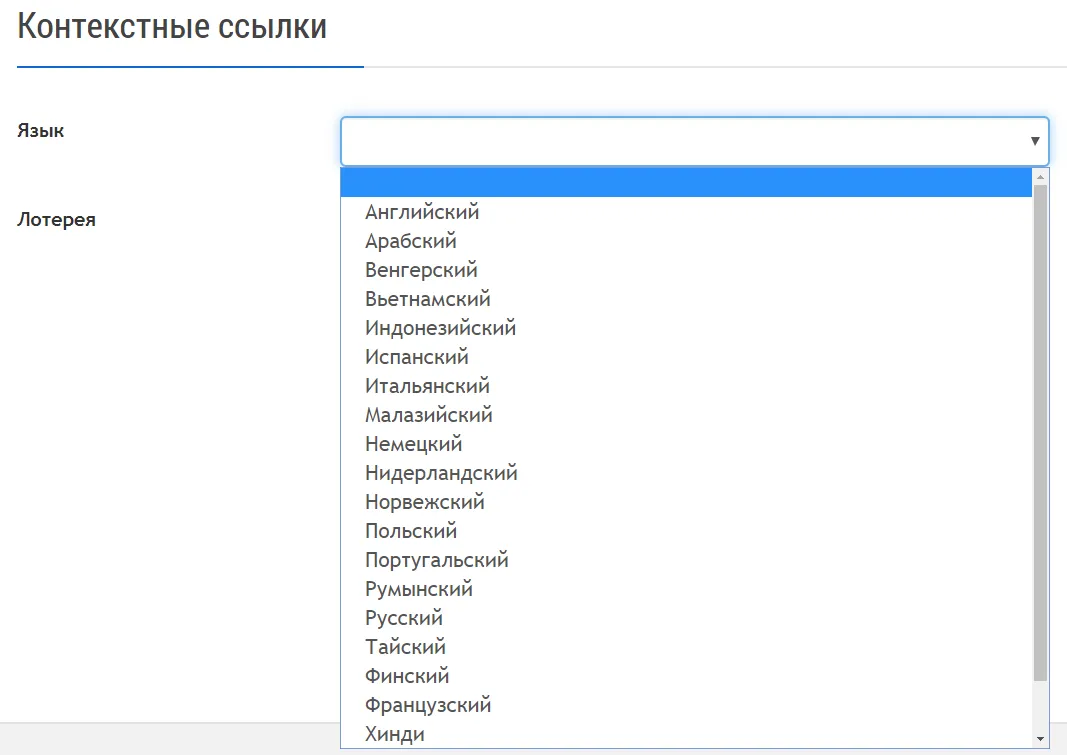 Контекстные ссылки
Язык
Лотерея
Английский
Арабский
Венгерский
Вьетнамский
Индонезийский
Испанский
Итальянский
Малазийский
Немецкий
Нидерландский
Норвежский
Польский
Португальский
Румынский
Русский
Тайский
Финский
Французский
Хинди